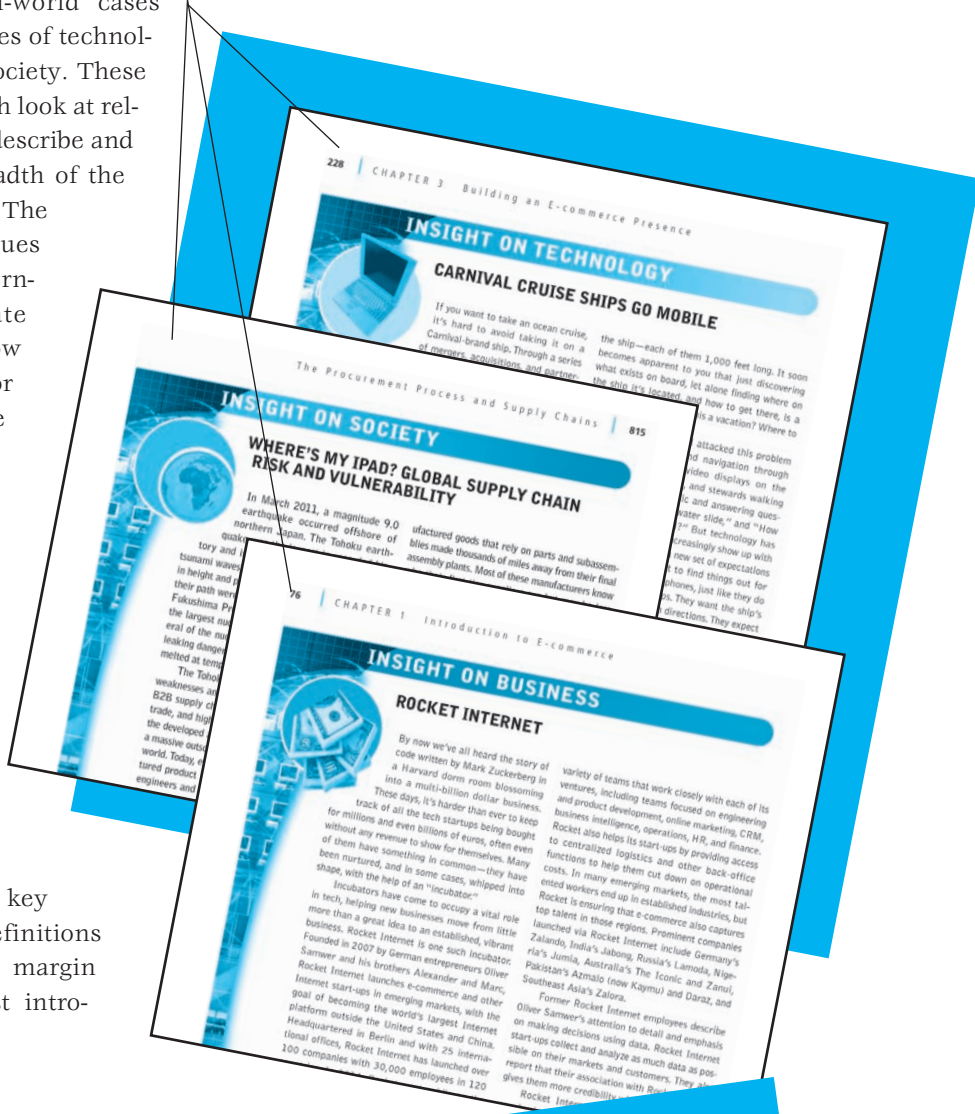 l-world cases
es of technol-
ociety. These
h look at rel-
describe and
adth of the
The
ues
ern-
te
ow
or
e
key
efinitions
margin
st intro-
228 CHAPTER 3 Building an E-commerce Presence
INSIGHT ON TECHNOLOGY
CARNIVAL CRUISE SHIPS GO MOBILE
If you want to take an ocean cruise,
it's hard to avoid taking it on a
Carnival-brand ship. Through a series
of mergers, acquisitions, and partner-
the ship—each of them 1,000 feet long. It soon
becomes apparent to you that just discovering
what exists on board, let alone finding where on
the ship it's located, and how to get there, is a
is a vacation? Where to
attacked this problem
nd navigation through
video displays on the
, and stewards walking
ic and answering ques-
water slide," and "How
?" But technology has
creasingly show up with
new set of expectations
t to find things out for
phones, just like they do
ps. They want the ship's
directions. They expect
The Procurement Process and Supply Chains 815
INSIGHT ON SOCIETY
WHERE'S MY IPAD? GLOBAL SUPPLY CHAIN
RISK AND VULNERABILITY
In March 2011, a magnitude 9.0
earthquake occurred offshore of
northern Japan. The Tohoku earth-
quake
tory and i
tsunami waves
in height and p
their path were
Fukushima Pr
the largest nu
eral of the nu
leaking danger
melted at temp
The Toho
weaknesses an
B2B supply c
trade, and high
the developed
a massive outs
world. Today, e
tured product
engineers and
ufactured goods that rely on parts and subassem-
blies made thousands of miles away from their final
assembly plants. Most of these manufacturers know
76 CHAPTER 1 Introduction to E-commerce
INSIGHT ON BUSINESS
ROCKET INTERNET
By now we've all heard the story of
code written by Mark Zuckerberg in
a Harvard dorm room blossoming
into a multi-billion dollar business.
These days, it's harder than ever to keep
track of all the tech startups being bought
for millions and even billions of euros, often even
without any revenue to show for themselves. Many
of them have something in common—they have
been nurtured, and in some cases, whipped into
shape, with the help of an "incubator."
Incubators have come to occupy a vital role
in tech, helping new businesses move from little
more than a great idea to an established, vibrant
business. Rocket Internet is one such incubator.
Founded in 2007 by German entrepreneurs Oliver
Samwer and his brothers Alexander and Marc,
Rocket Internet launches e-commerce and other
Internet start-ups in emerging markets, with the
goal of becoming the world's largest Internet
platform outside the United States and China.
Headquartered in Berlin and with 25 interna-
tional offices, Rocket Internet has launched over
100 companies with 30,000 employees in 120
variety of teams that work closely with each of its
ventures, including teams focused on engineering
and product development, online marketing, CRM,
business intelligence, operations, HR, and finance.
Rocket also helps its start-ups by providing access
to centralized logistics and other back-office
functions to help them cut down on operational
costs. In many emerging markets, the most tal-
ented workers end up in established industries, but
Rocket is ensuring that e-commerce also captures
top talent in those regions. Prominent companies
launched via Rocket Internet include Germany's
Zalando, India's Jabong, Russia's Lamoda, Nige-
ria's Jumia, Australia's The Iconic and Zanui,
Pakistan's Azmalo (now Kaymu) and Daraz, and
Southeast Asia's Zalora.
Former Rocket Internet employees describe
Oliver Samwer's attention to detail and emphasis
on making decisions using data. Rocket Internet
start-ups collect and analyze as much data as pos-
sible on their markets and customers. They also
report that their association with Rock
gives them more credibility
Rocket Inter